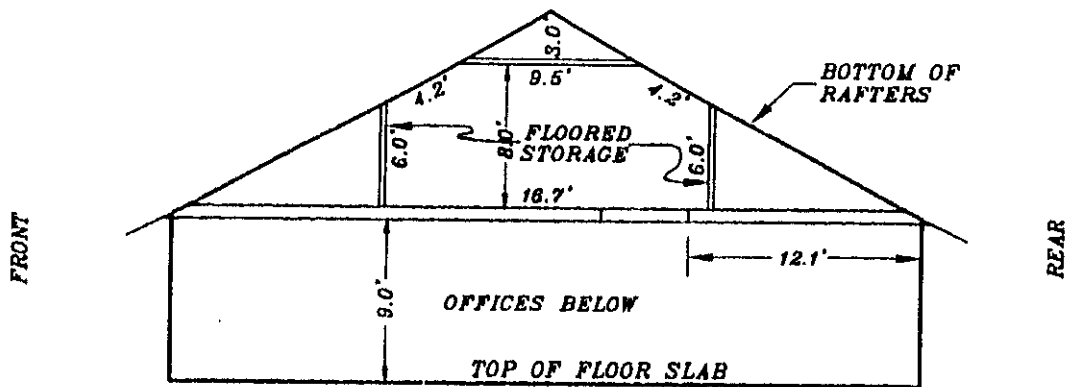 3.0'
9.5'
4.2'
4.2'
BOTTOM OF
RAFTERS
6.0'
8.0'
FLOORED
STORAGE
6.0'
16.7'
FRONT
REAR
12.1'
9.0'
OFFICES BELOW
TOP OF FLOOR SLAB